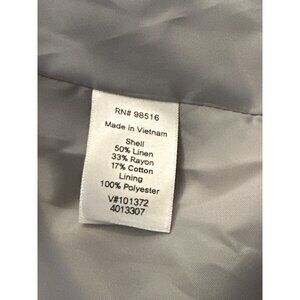 RN# 98516
Made in Vietnam
Shell
50% Linen
33% Rayon
17% Cotton
Lining
100% Polyester
V#101372
4013307